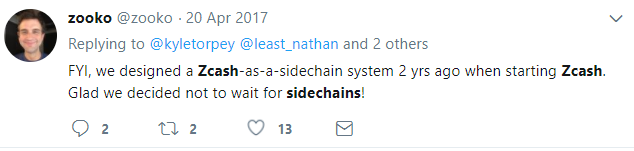 zooko @zooko · 20 Apr 2017
Replying to @kyletorpey @least_nathan and 2 others
FYI, we designed a Zcash-as-a-sidechain system 2 yrs ago when starting Zcash.
Glad we decided not to wait for sidechains!
2 2 13